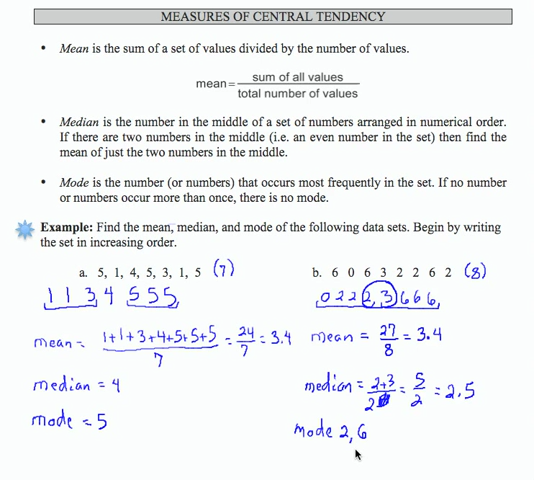 MEASURES OF CENTRAL TENDENCY
• Mean is the sum of a set of values divided by the number of values.
mean = sum of all values / total number of values
• Median is the number in the middle of a set of numbers arranged in numerical order.
If there are two numbers in the middle (i.e. an even number in the set) then find the
mean of just the two numbers in the middle.
• Mode is the number (or numbers) that occurs most frequently in the set. If no number
or numbers occur more than once, there is no mode.
Example: Find the mean, median, and mode of the following data sets. Begin by writing
the set in increasing order.
a. 5, 1, 4, 5, 3, 1, 5 (7)
1 1 3 4 5 5 5
mean = 1+1+3+4+5+5+5 / 7 = 24/7 = 3.4
median = 4
mode = 5
b. 6 0 6 3 2 2 6 2 (8)
0 2 2 2, 3 6 6 6
mean = 27/8 = 3.4
median = 2+3 / 2 = 5/2 = 2.5
mode 2, 6